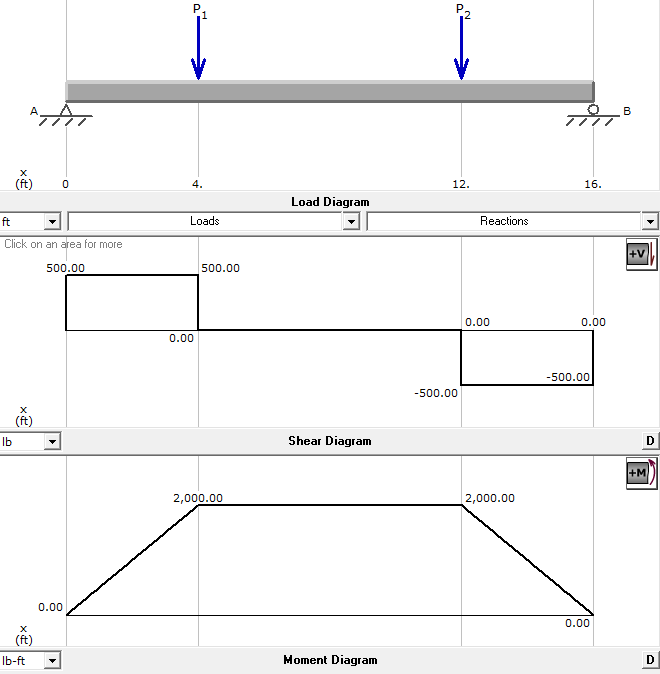 P1 P2
A B
x
(ft) 0 4. 12. 16.
Load Diagram
ft Loads Reactions
Click on an area for more
+V
500.00 500.00
0.00 0.00
0.00
-500.00
-500.00
x
(ft)
lb Shear Diagram D
+M
2,000.00 2,000.00
0.00
0.00
x
(ft)
lb-ft Moment Diagram D